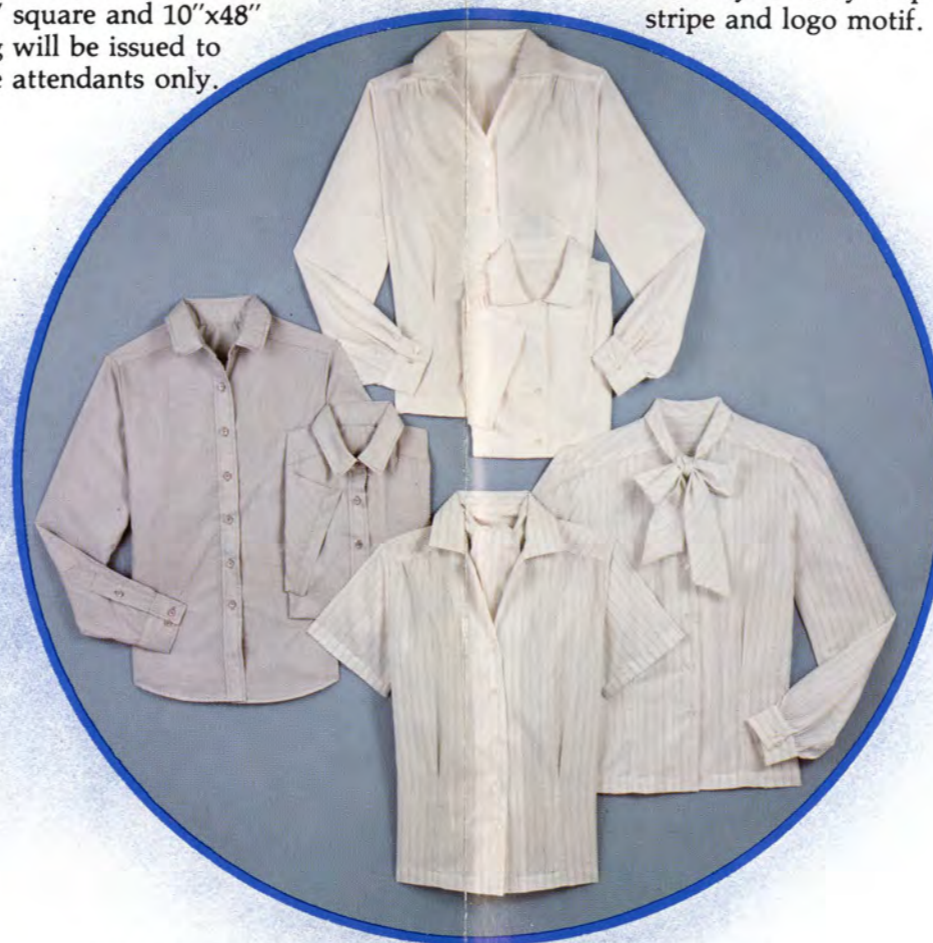 square and 10"x48"
will be issued to
attendants only.
stripe and logo motif.